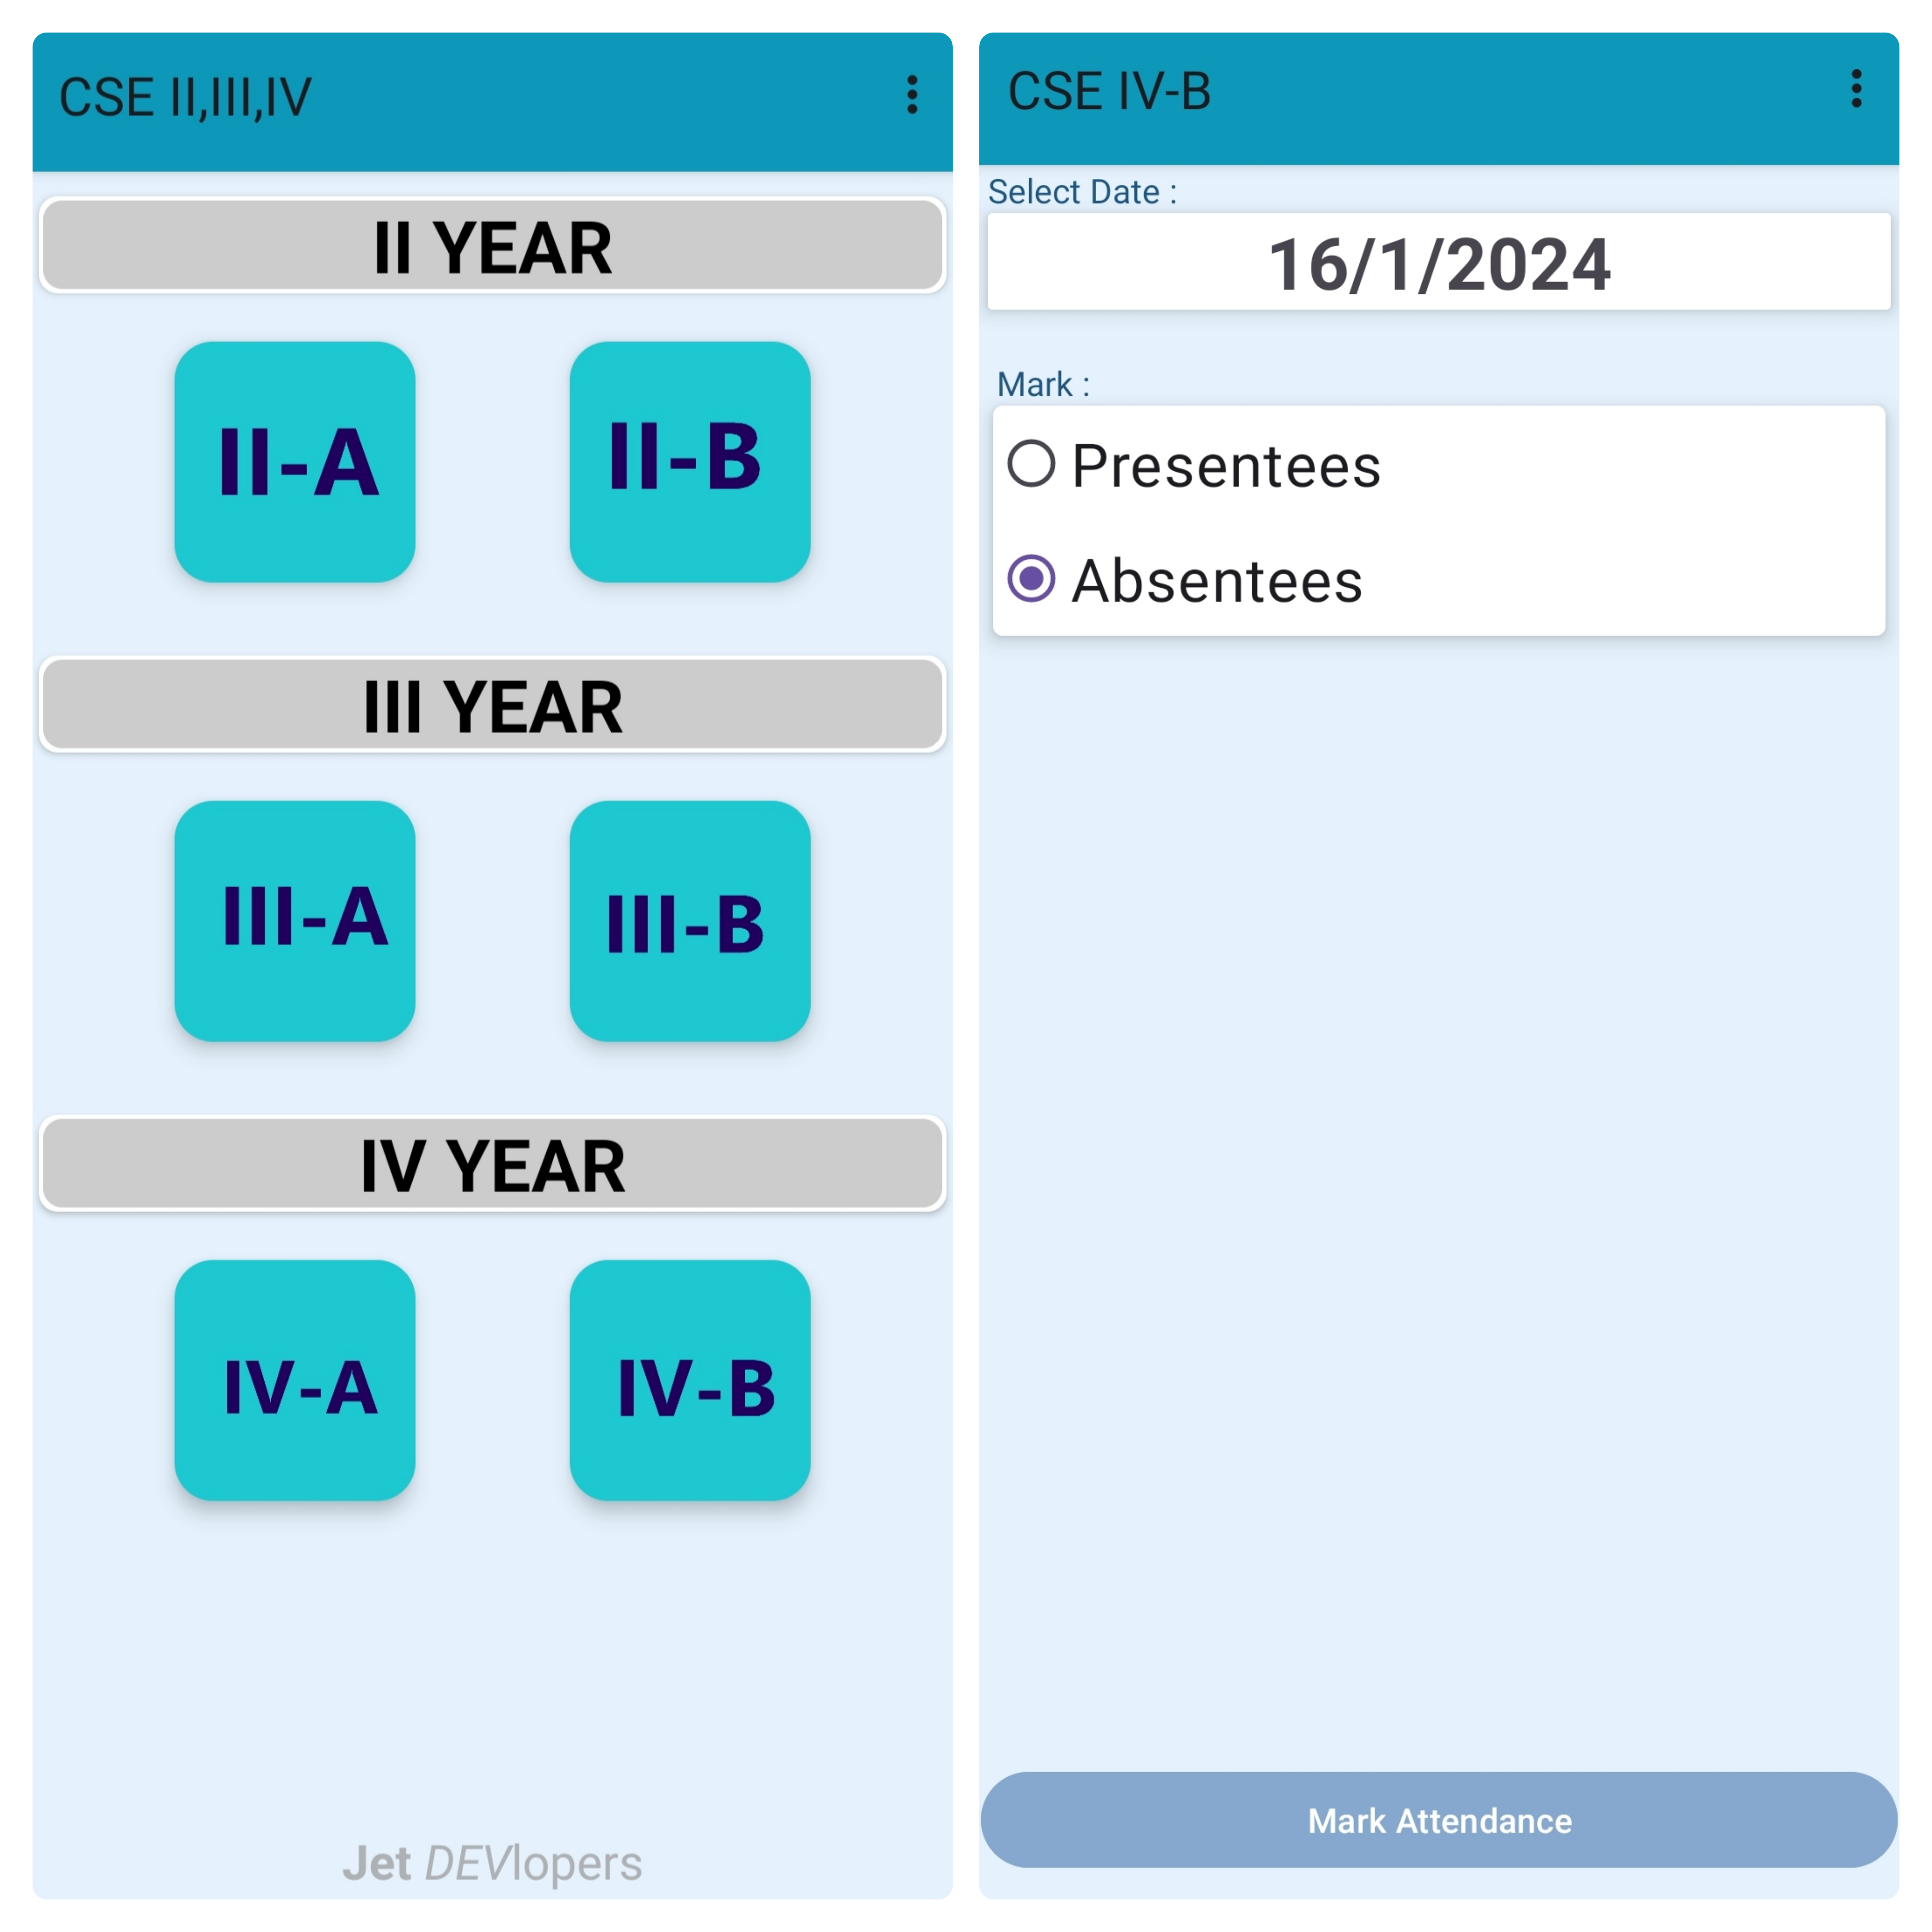 CSE II,III,IV
II YEAR
II-A
II-B
III YEAR
III-A
III-B
IV YEAR
IV-A
IV-B
Jet DEVlopers
CSE IV-B
Select Date :
16/1/2024
Mark :
Presentees
Absentees
Mark Attendance